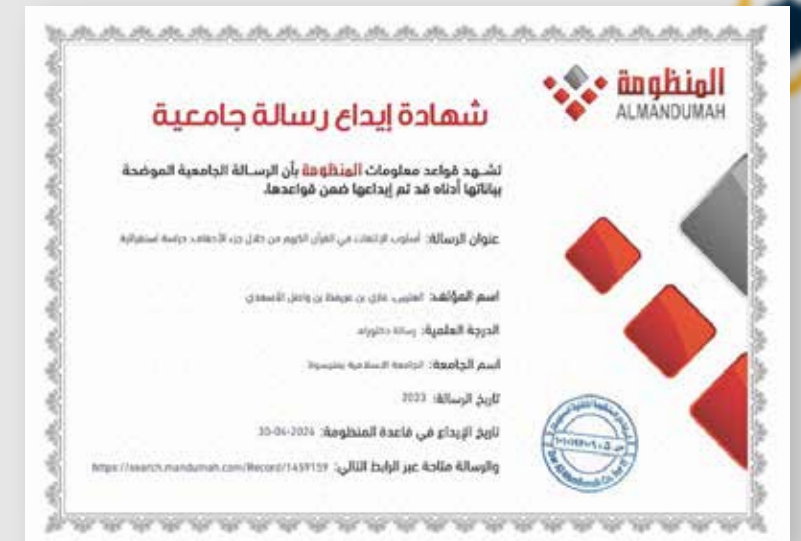 المنظومة
ALMANDUMAH
شهادة إيداع رسالة جامعية
تشهد قواعد معلومات المنظومة بأن الرسالة الجامعية الموضحة
بياناتها أدناه قد تم إيداعها ضمن قواعدها.
عنوان الرسالة: أسلوب الإلتفات في القرآن الكريم من خلال جزء الأحقاف: دراسة استقرائية
اسم المؤلف: العتيبي، غازي بن عويضة بن واصل الأسعدي
الدرجة العلمية: رسالة دكتوراه
اسم الجامعة: الجامعة الاسلامية بمنيسوتا
تاريخ الرسالة: 2023
تاريخ الإيداع في قاعدة المنظومة: 30-04-2024
والرسالة متاحة عبر الرابط التالي: https://search.mandumah.com/Record/1459159